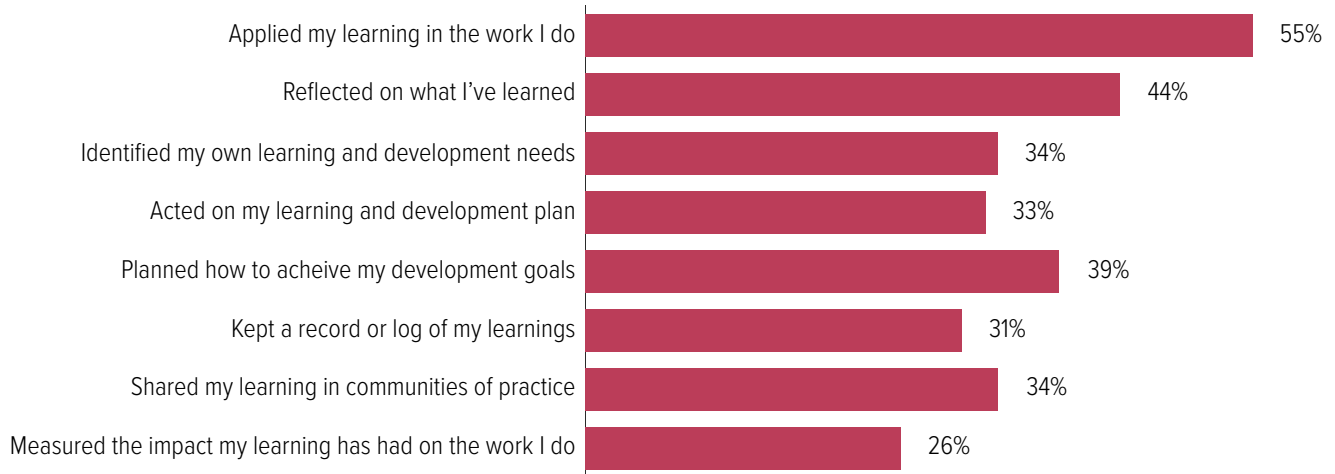 Applied my learning in the work I do 55%
Reflected on what I've learned 44%
Identified my own learning and development needs 34%
Acted on my learning and development plan 33%
Planned how to acheive my development goals 39%
Kept a record or log of my learnings 31%
Shared my learning in communities of practice 34%
Measured the impact my learning has had on the work I do 26%